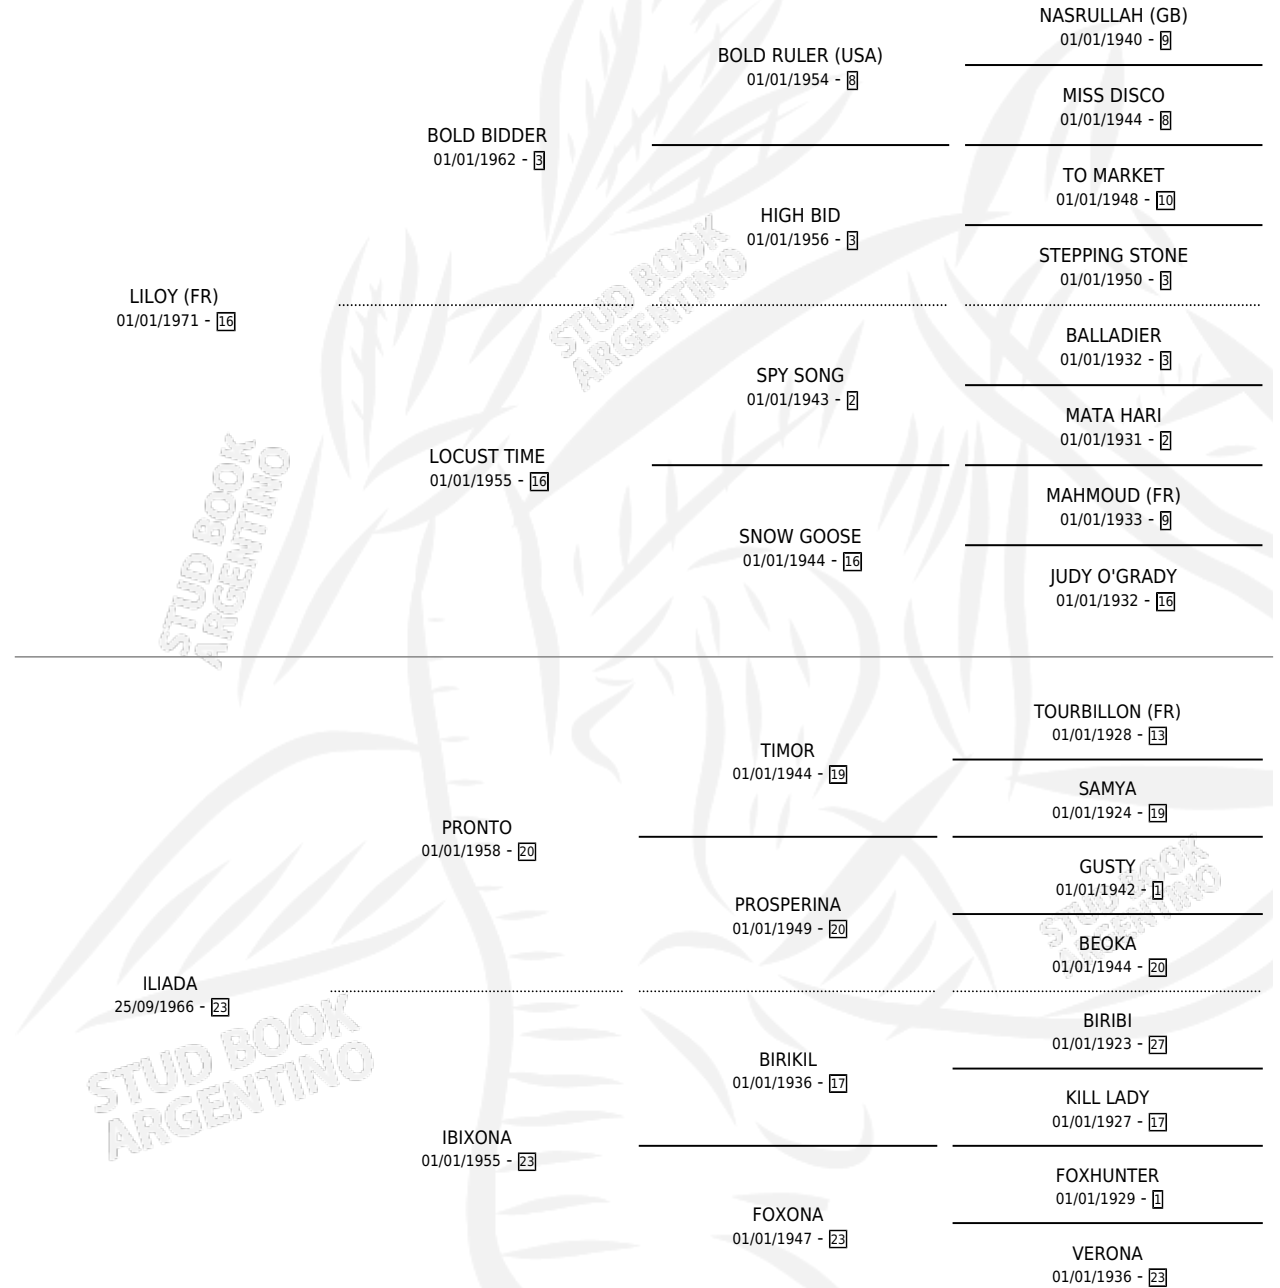 NASRULLAH (GB)
01/01/1940 - 9
BOLD RULER (USA)
01/01/1954 - 8
MISS DISCO
01/01/1944 - 8
BOLD BIDDER
01/01/1962 - 3
TO MARKET
01/01/1948 - 10
HIGH BID
01/01/1956 - 3
STEPPING STONE
01/01/1950 - 3
LILOY (FR)
01/01/1971 - 16
BALLADIER
01/01/1932 - 3
SPY SONG
01/01/1943 - 2
MATA HARI
01/01/1931 - 2
LOCUST TIME
01/01/1955 - 16
MAHMOUD (FR)
01/01/1933 - 9
SNOW GOOSE
01/01/1944 - 16
JUDY O'GRADY
01/01/1932 - 16
TOURBILLON (FR)
01/01/1928 - 13
TIMOR
01/01/1944 - 19
SAMYA
01/01/1924 - 19
PRONTO
01/01/1958 - 20
GUSTY
01/01/1942 - 1
PROSPERINA
01/01/1949 - 20
BEOKA
01/01/1944 - 20
ILIADA
25/09/1966 - 23
BIRIBI
01/01/1923 - 27
BIRIKIL
01/01/1936 - 17
KILL LADY
01/01/1927 - 17
IBIXONA
01/01/1955 - 23
FOXHUNTER
01/01/1929 - 1
FOXONA
01/01/1947 - 23
VERONA
01/01/1936 - 23
STUD BOOK
ARGENTINO
STUD BOOK
ARGENTINO
STUD BOOK
ARGENTINO
STUD BOOK
ARGENTINO